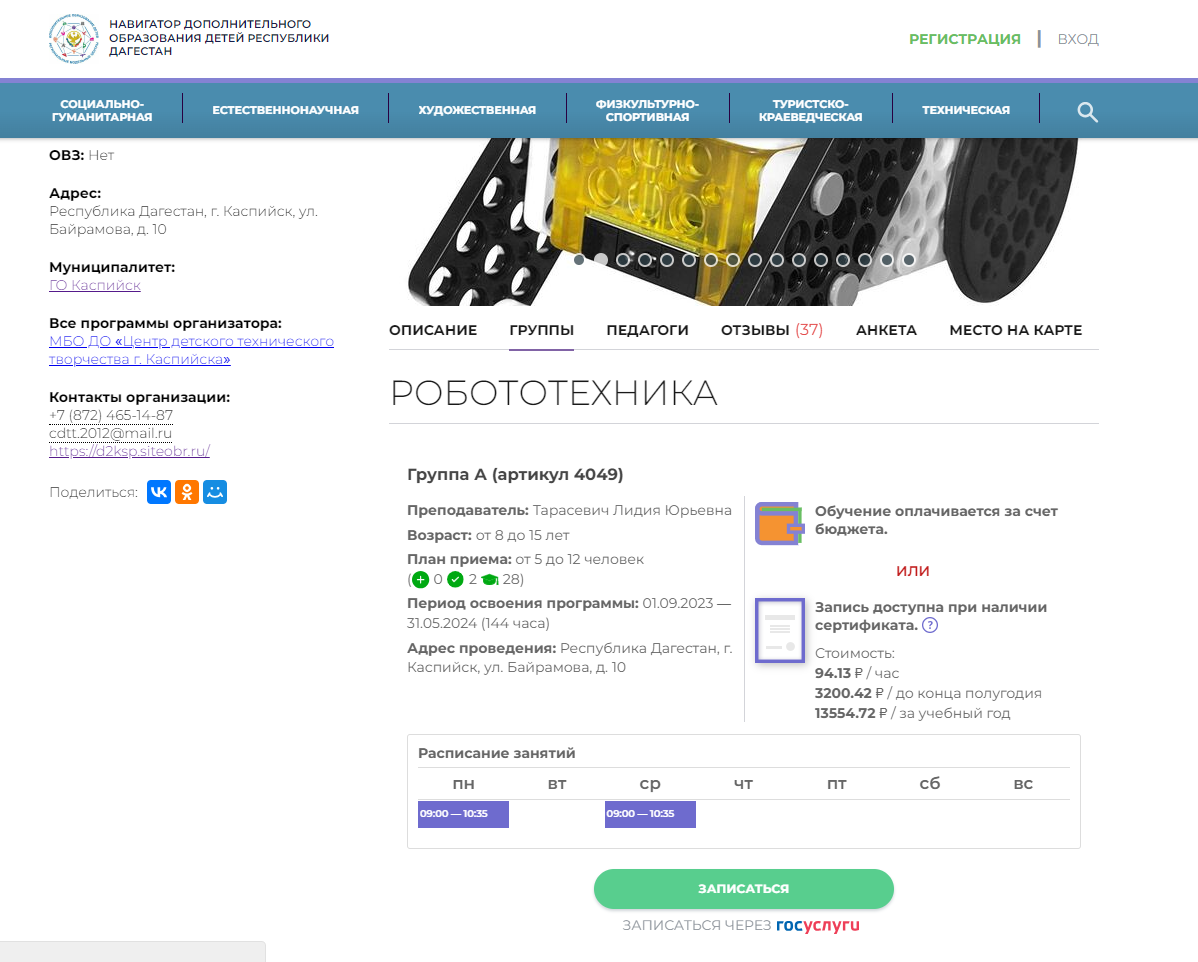 НАВИГАТОР ДОПОЛНИТЕЛЬНОГО
ОБРАЗОВАНИЯ ДЕТЕЙ РЕСПУБЛИКИ
ДАГЕСТАН
РЕГИСТРАЦИЯ | ВХОД
СОЦИАЛЬНО-
ГУМАНИТАРНАЯ
ЕСТЕСТВЕННОНАУЧНАЯ
ХУДОЖЕСТВЕННАЯ
ФИЗКУЛЬТУРНО-
СПОРТИВНАЯ
ТУРИСТСКО-
КРАЕВЕДЧЕСКАЯ
ТЕХНИЧЕСКАЯ
ОВЗ: Нет
Адрес:
Республика Дагестан, г. Каспийск, ул.
Байрамова, д. 10
Муниципалитет:
ГО Каспийск
Все программы организатора:
МБО ДО «Центр детского технического
творчества г. Каспийска»
Контакты организации:
+7 (872) 465-14-87
cdtt.2012@mail.ru
https://d2ksp.siteobr.ru/
Поделиться:
ОПИСАНИЕ ГРУППЫ ПЕДАГОГИ ОТЗЫВЫ (37) АНКЕТА МЕСТО НА КАРТЕ
РОБОТОТЕХНИКА
Группа А (артикул 4049)
Преподаватель: Тарасевич Лидия Юрьевна
Возраст: от 8 до 15 лет
План приема: от 5 до 12 человек
(+ 0 2 28)
Период освоения программы: 01.09.2023 —
31.05.2024 (144 часа)
Адрес проведения: Республика Дагестан, г.
Каспийск, ул. Байрамова, д. 10
Обучение оплачивается за счет
бюджета.
ИЛИ
Запись доступна при наличии
сертификата. ?
Стоимость:
94.13 ₽ / час
3200.42 ₽ / до конца полугодия
13554.72 ₽ / за учебный год
Расписание занятий
пн вт ср чт пт сб вс
09:00 — 10:35 09:00 — 10:35
ЗАПИСАТЬСЯ
ЗАПИСАТЬСЯ ЧЕРЕЗ госуслуги